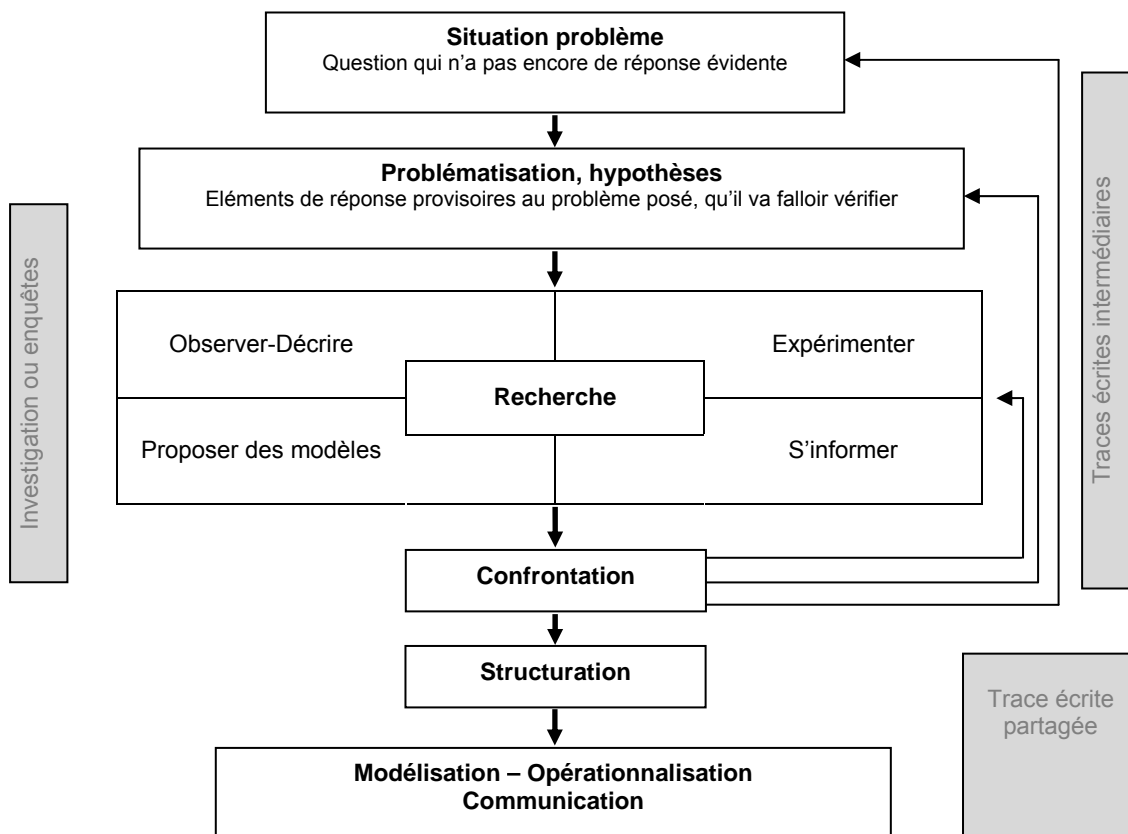 Situation problème
Question qui n'a pas encore de réponse évidente
Problématisation, hypothèses
Eléments de réponse provisoires au problème posé, qu'il va falloir vérifier
Investigation ou enquêtes
Traces écrites intermédiaires
Observer-Décrire
Expérimenter
Recherche
Proposer des modèles
S'informer
Confrontation
Structuration
Trace écrite
partagée
Modélisation – Opérationnalisation
Communication